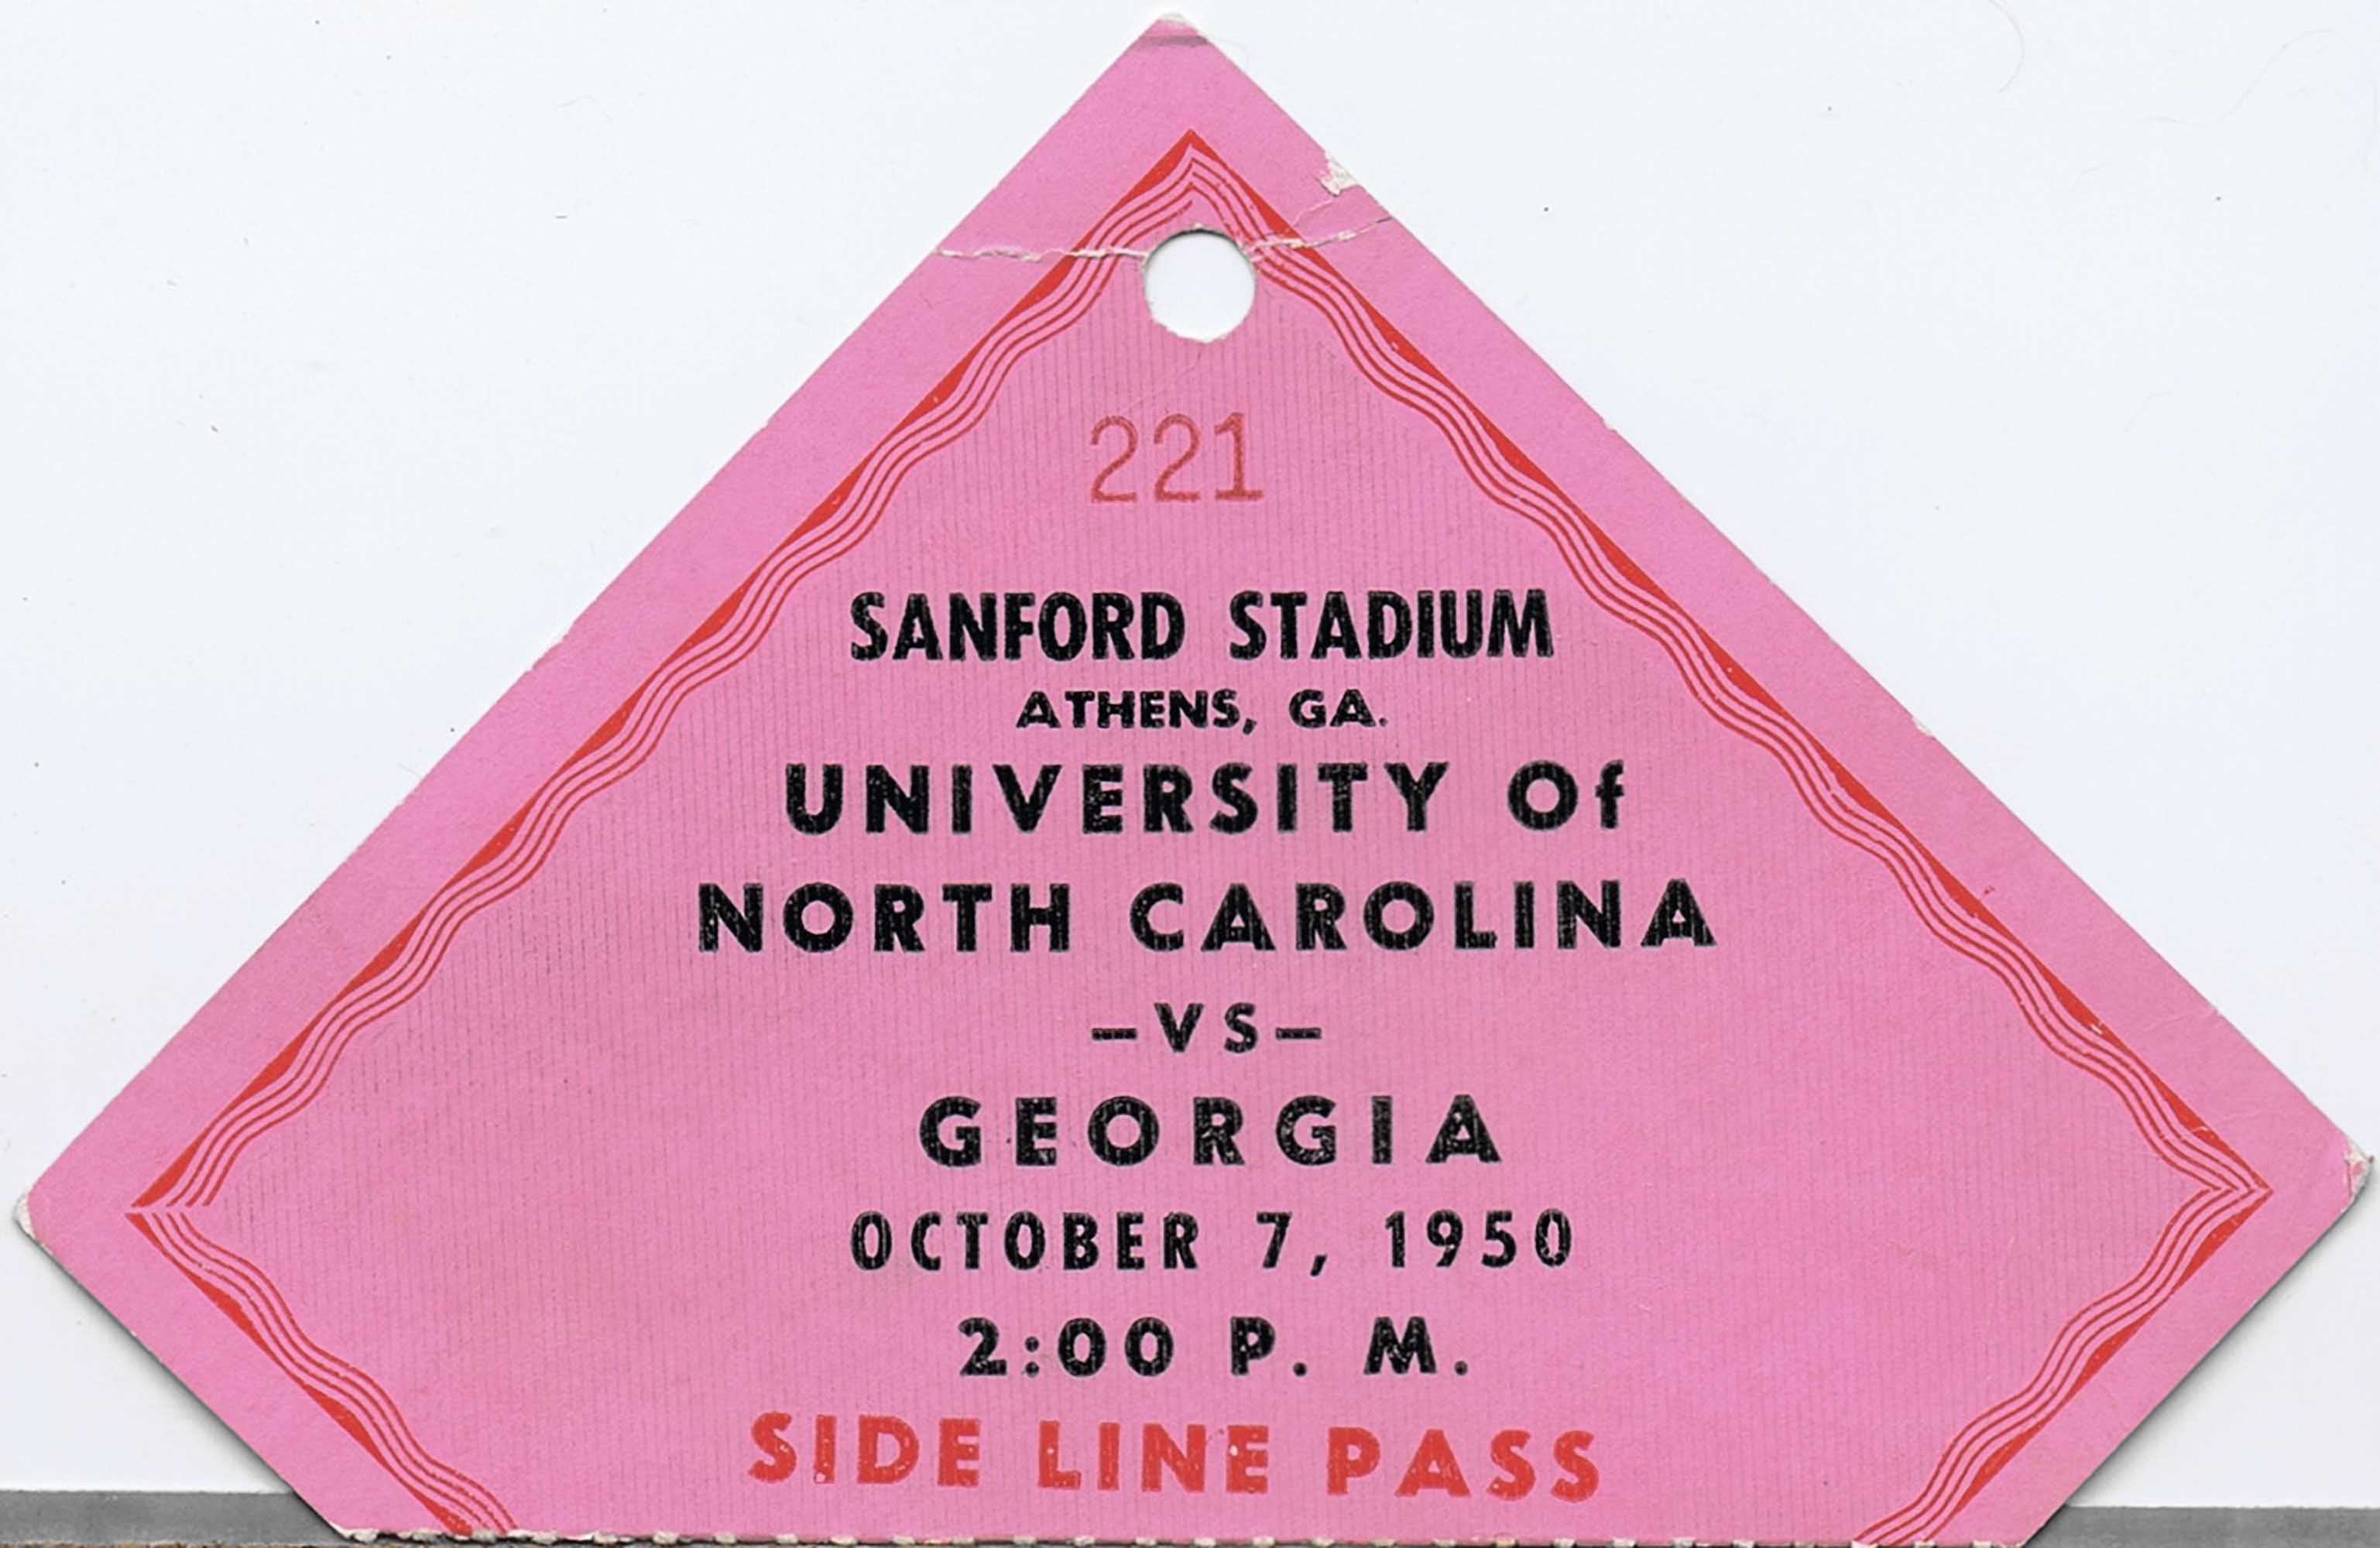 221
SANFORD STADIUM
ATHENS, GA.
UNIVERSITY Of
NORTH CAROLINA
–VS–
GEORGIA
OCTOBER 7, 1950
2:00 P. M.
SIDE LINE PASS